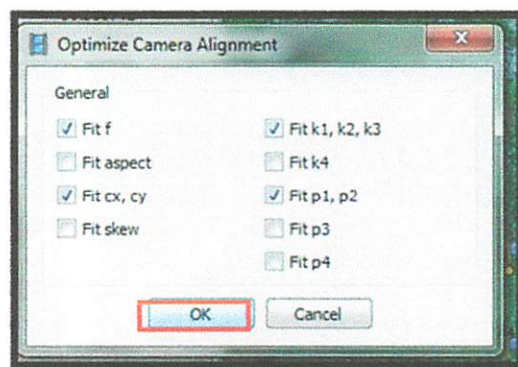 Optimize Camera Alignment
General
Fit f
Fit k1, k2, k3
Fit aspect
Fit k4
Fit cx, cy
Fit p1, p2
Fit skew
Fit p3
Fit p4
OK
Cancel